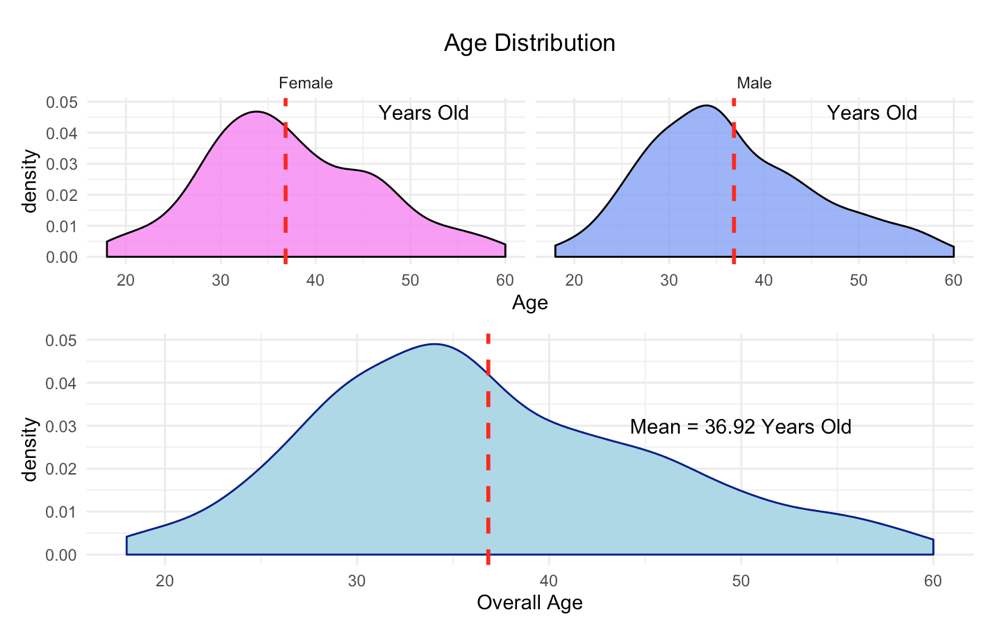 Age Distribution
Female
Male
Years Old
Years Old
density
0.05
0.04
0.03
0.02
0.01
0.00
20 30 40 50 60
20 30 40 50 60
Age
density
0.05
0.04
0.03
0.02
0.01
0.00
Mean = 36.92 Years Old
20 30 40 50 60
Overall Age